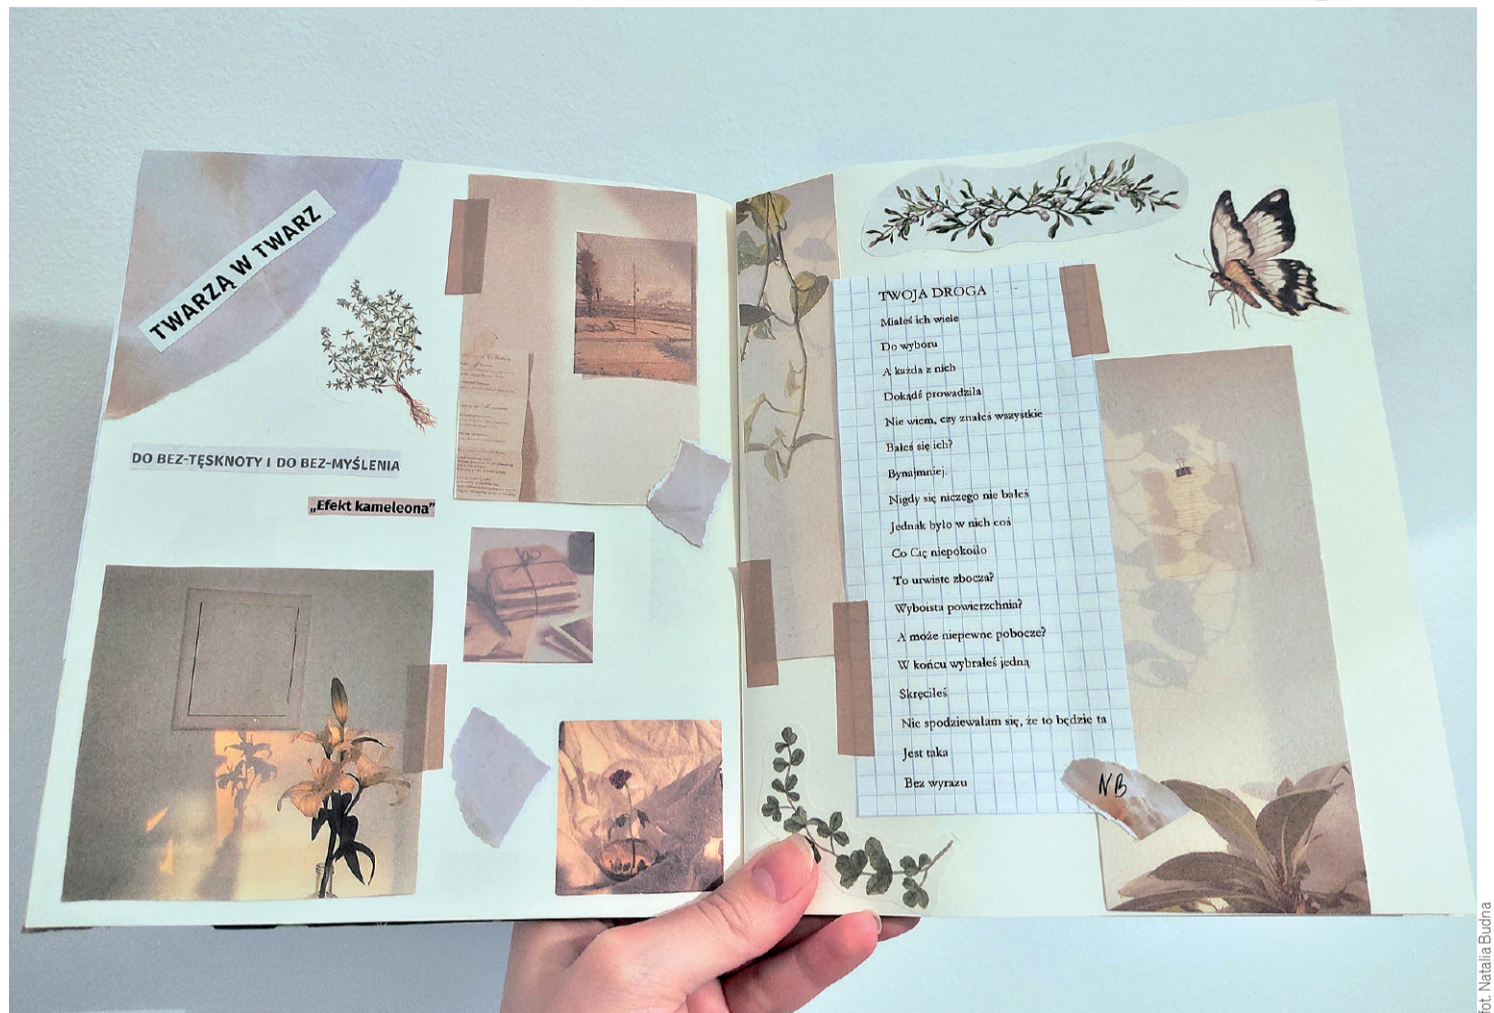 TWARZĄ W TWARZ
DO BEZ-TĘSKNOTY I DO BEZ-MYŚLENIA
„Efekt kameleona”
TWOJA DROGA
Miałeś ich wiele
Do wyboru
A każda z nich
Dokądś prowadziła
Nie wiem, czy znałeś wszystkie
Bałeś się ich?
Bynajmniej.
Nigdy się niczego nie bałeś
Jednak było w nich coś
Co Cię niepokoiło
To urwiste zbocza?
Wyboista powierzchnia?
A może niepewne pobocze?
W końcu wybrałeś jedną
Skręciłeś
Nie spodziewałam się, że to będzie ta
Jest taka
Bez wyrazu
NB
fot. Natalia Budna